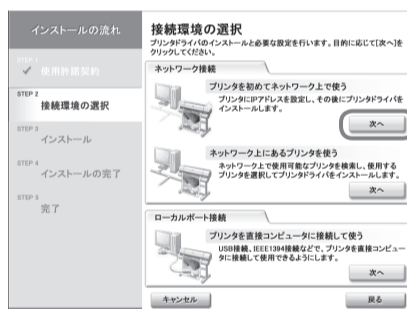 インストールの流れ
STEP 1
使用許諾契約
STEP 2
接続環境の選択
STEP 3
インストール
STEP 4
インストールの完了
STEP 5
完了
接続環境の選択
プリンタドライバのインストールと必要な設定を行います。目的に応じて[次へ]を
クリックしてください。
ネットワーク接続
プリンタを初めてネットワーク上で使う
プリンタにIPアドレスを設定し、その後にプリンタドライバを
インストールします。
次へ
ネットワーク上にあるプリンタを使う
ネットワーク上で使用可能なプリンタを検索し、使用する
プリンタを選択してプリンタドライバをインストールします。
次へ
ローカルポート接続
プリンタを直接コンピュータに接続して使う
USB接続、IEEE1394接続などで、プリンタを直接コンピュー
タに接続して使用できるようにします。
次へ
キャンセル
戻る